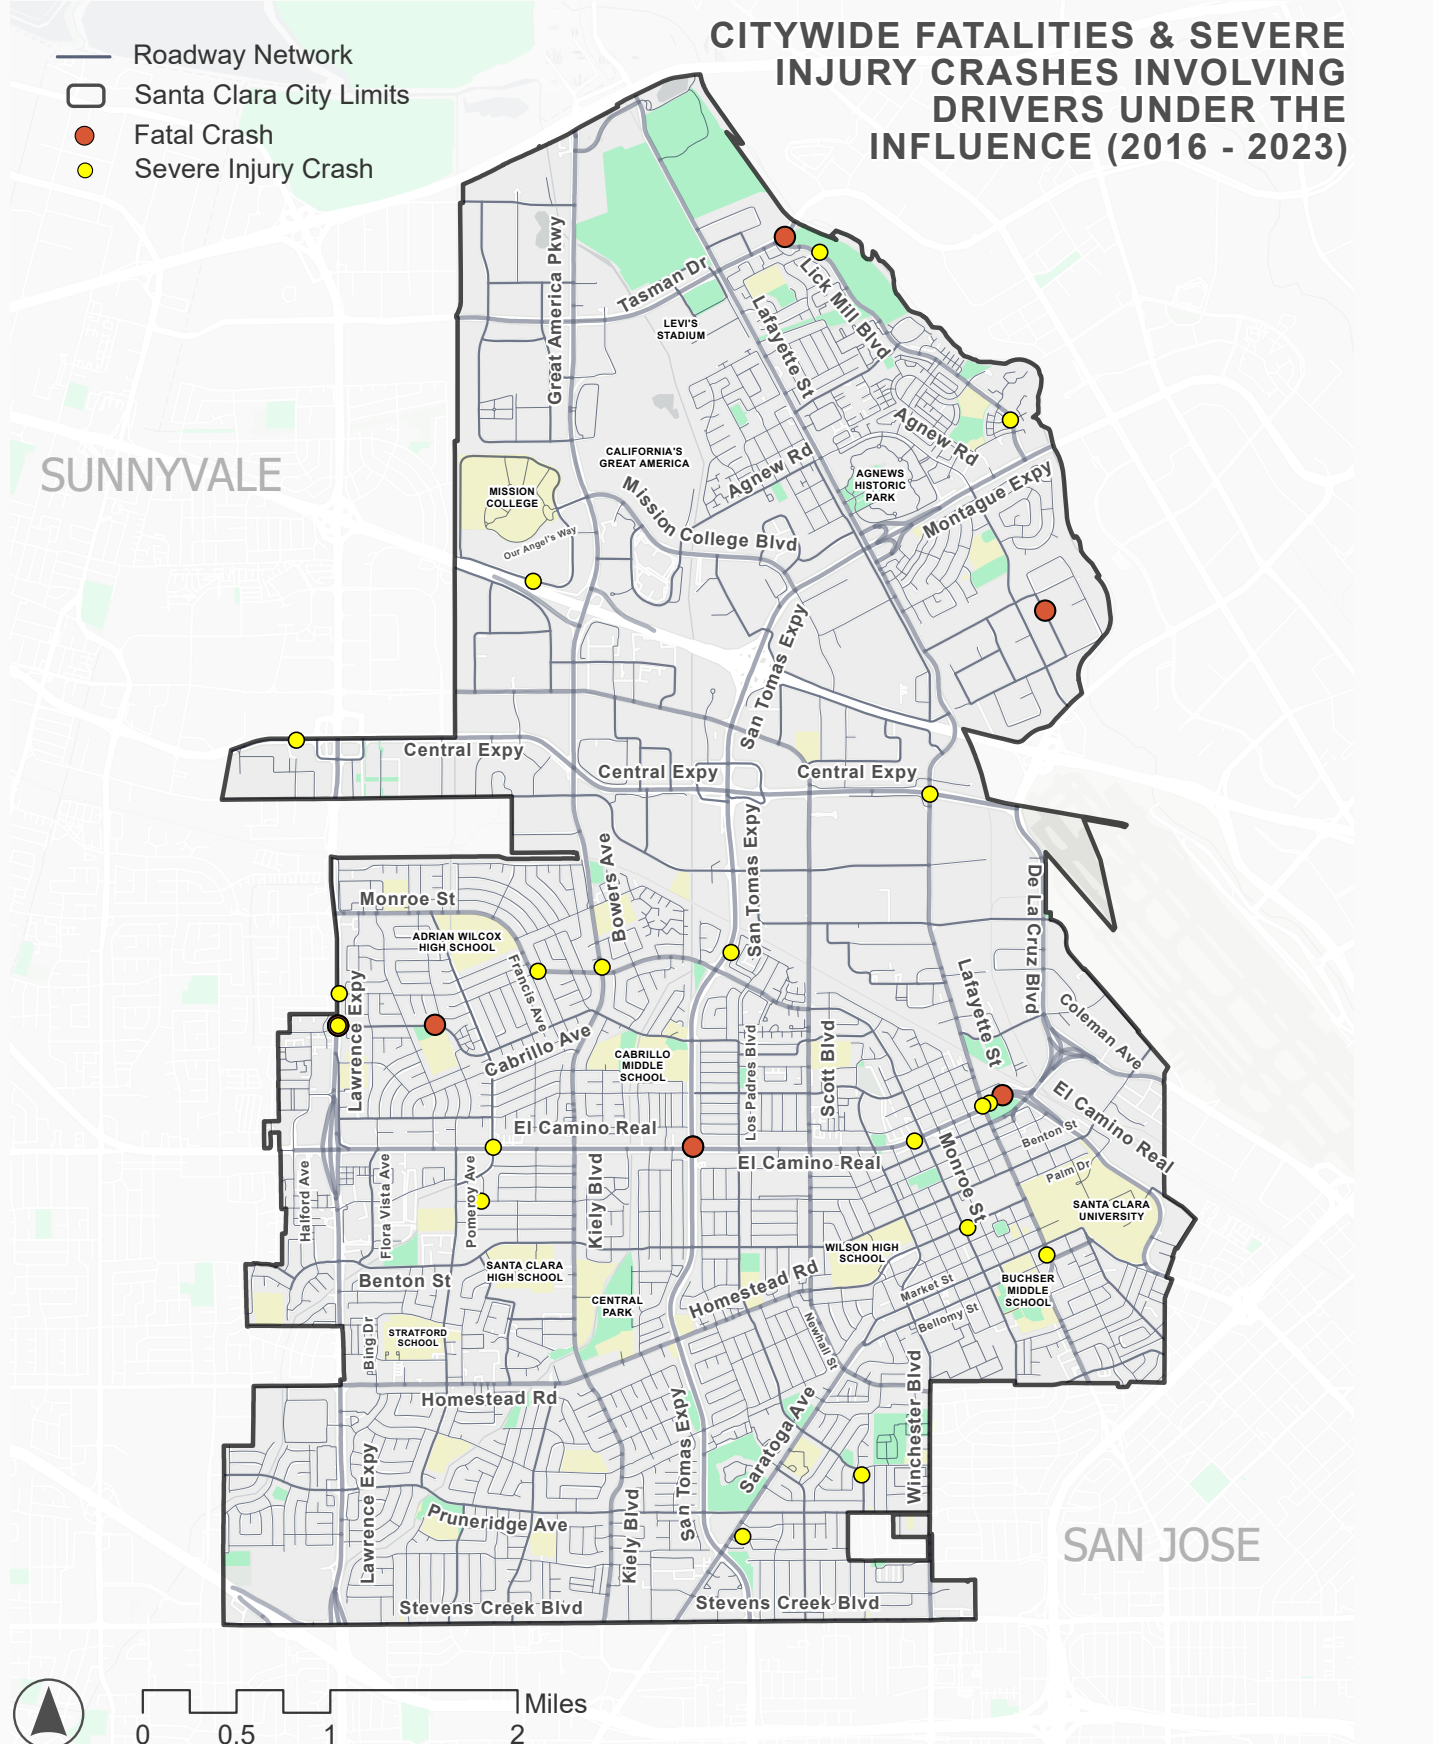 CITYWIDE FATALITIES & SEVERE
INJURY CRASHES INVOLVING
DRIVERS UNDER THE
INFLUENCE (2016 - 2023)
Roadway Network
Santa Clara City Limits
Fatal Crash
Severe Injury Crash
Great America Pkwy
Tasman Dr
Lick Mill Blvd
Lafayette St
LEVI'S
STADIUM
SUNNYVALE
CALIFORNIA'S
GREAT AMERICA
Agnew Rd
Agnew Rd
MISSION
COLLEGE
AGNEWS
HISTORIC
PARK
Montague Expy
Mission College Blvd
Our Angel's Way
San Tomas Expy
Central Expy
Central Expy
Central Expy
San Tomas Expy
Bowers Ave
De La Cruz Blvd
Monroe St
ADRIAN WILCOX
HIGH SCHOOL
Francis Ave
Lawrence Expy
Lafayette St
Coleman Ave
Cabrillo Ave
CABRILLO
MIDDLE
SCHOOL
Los Padres Blvd
Scott Blvd
El Camino Real
El Camino Real
El Camino Real
Benton St
Monroe St
Palm Dr
Halford Ave
Flora Vista Ave
Pomeroy Ave
Kiely Blvd
SANTA CLARA
UNIVERSITY
WILSON HIGH
SCHOOL
SANTA CLARA
HIGH SCHOOL
Benton St
Homestead Rd
Market St
BUCHSER
MIDDLE
SCHOOL
CENTRAL
PARK
Bellomy St
Newhall St
Bing Dr
STRATFORD
SCHOOL
Homestead Rd
San Tomas Expy
Saratoga Ave
Winchester Blvd
Lawrence Expy
Kiely Blvd
Pruneridge Ave
SAN JOSE
Stevens Creek Blvd
Stevens Creek Blvd
Miles
0 0.5 1 2